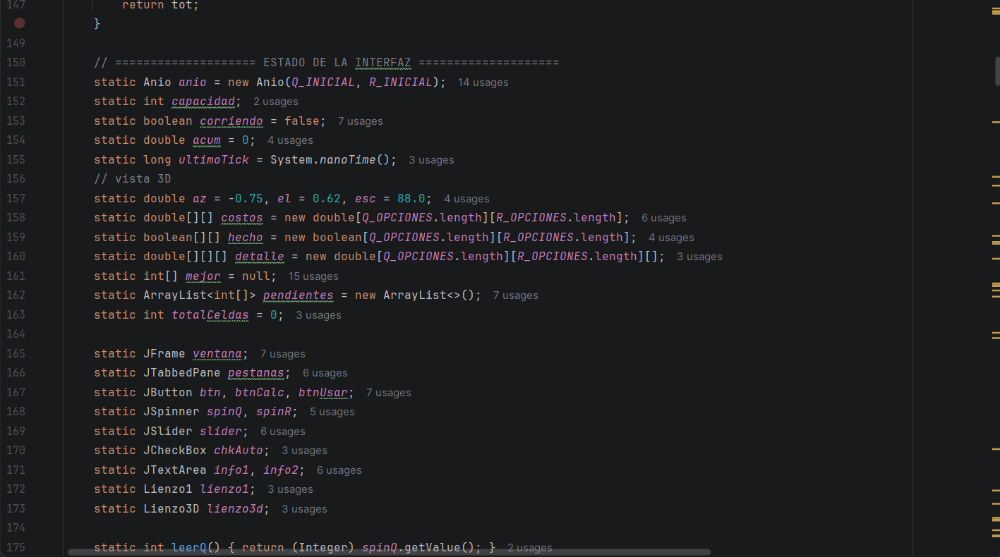 147 return tot;
}
149
150 // ==================== ESTADO DE LA INTERFAZ ====================
151 static Anio anio = new Anio(Q_INICIAL, R_INICIAL); 14 usages
152 static int capacidad; 2 usages
153 static boolean corriendo = false; 7 usages
154 static double acum = 0; 4 usages
155 static long ultimoTick = System.nanoTime(); 3 usages
156 // vista 3D
157 static double az = -0.75, el = 0.62, esc = 88.0; 4 usages
158 static double[][] costos = new double[Q_OPCIONES.length][R_OPCIONES.length]; 6 usages
159 static boolean[][] hecho = new boolean[Q_OPCIONES.length][R_OPCIONES.length]; 4 usages
160 static double[][][] detalle = new double[Q_OPCIONES.length][R_OPCIONES.length][]; 3 usages
161 static int[] mejor = null; 15 usages
162 static ArrayList<int[]> pendientes = new ArrayList<>(); 7 usages
163 static int totalCeldas = 0; 3 usages
164
165 static JFrame ventana; 7 usages
166 static JTabbedPane pestanas; 6 usages
167 static JButton btn, btnCalc, btnUsar; 7 usages
168 static JSpinner spinQ, spinR; 5 usages
169 static JSlider slider; 6 usages
170 static JCheckBox chkAuto; 3 usages
171 static JTextArea info1, info2; 6 usages
172 static Lienzo1 lienzo1; 3 usages
173 static Lienzo3D lienzo3d; 3 usages
174
175 static int leerQ() { return (Integer) spinQ.getValue(); } 2 usages